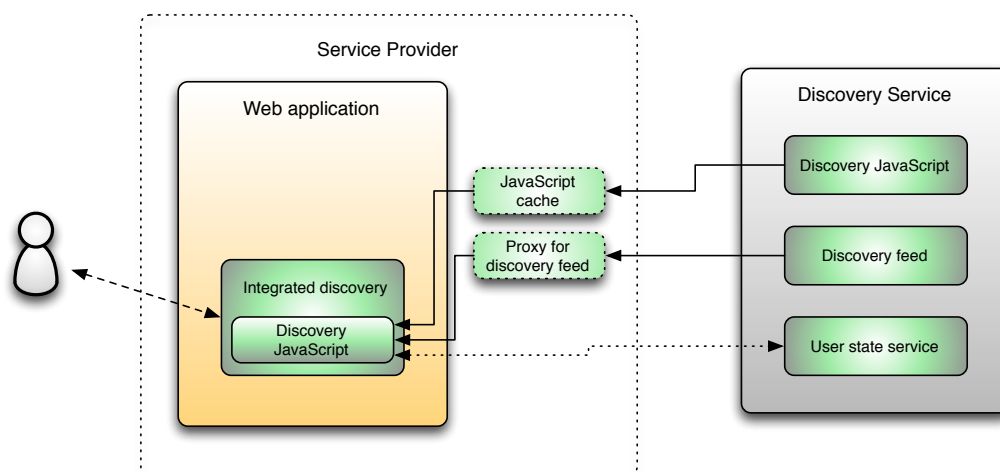 Service Provider
Web application
Discovery Service
Discovery JavaScript
JavaScript
cache
Proxy for
discovery feed
Discovery feed
Integrated discovery
Discovery
JavaScript
User state service